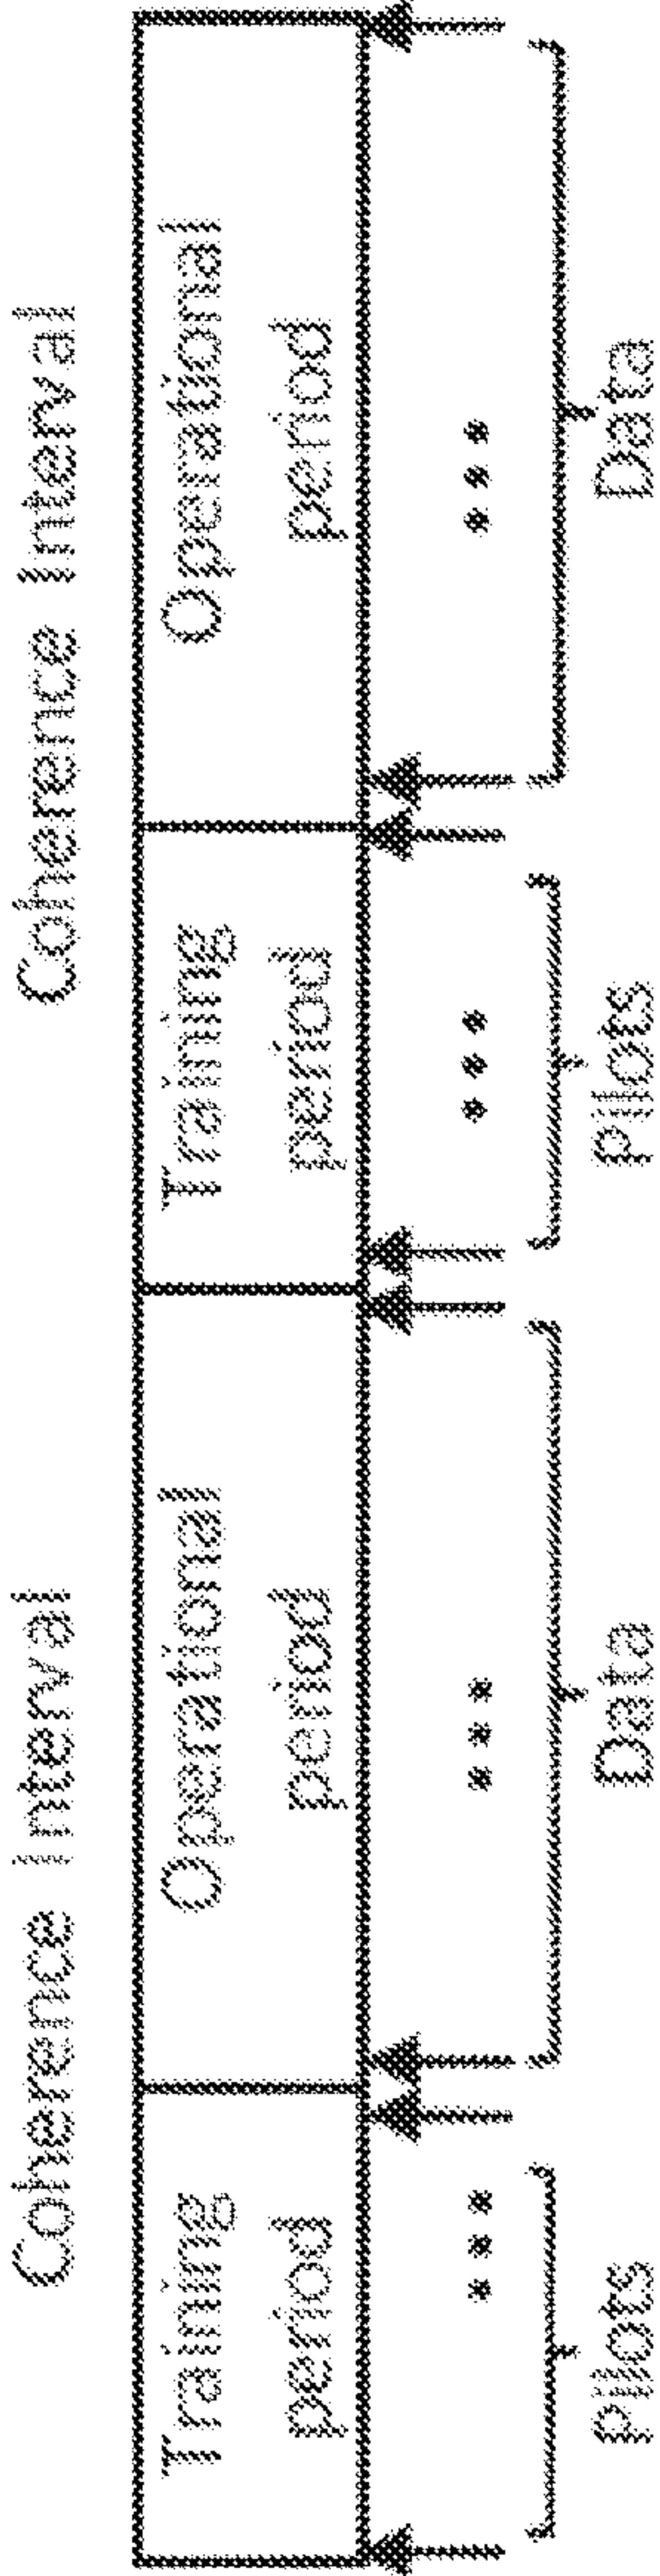 Coherence Interval
Coherence Interval
Training
period
Operational
period
Training
period
Operational
period
Pilots
Data
Pilots
Data